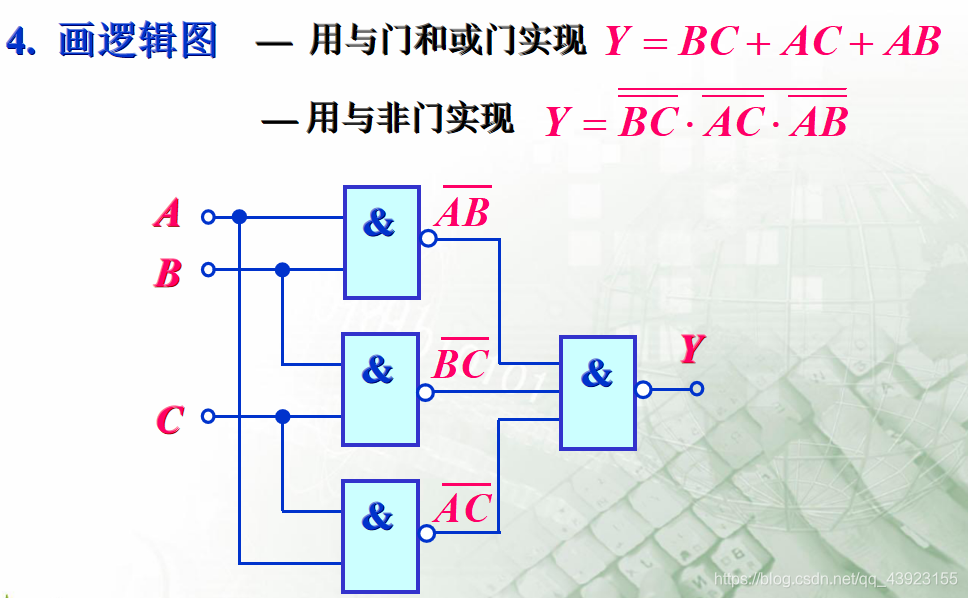 4. 画逻辑图 — 用与门和或门实现 Y = BC + AC + AB
— 用与非门实现 Y = \overline{\overline{BC} · \overline{AC} · \overline{AB}}
A
&
\overline{AB}
B
&
\overline{BC}
&
Y
C
&
\overline{AC}
https://blog.csdn.net/qq_43923155